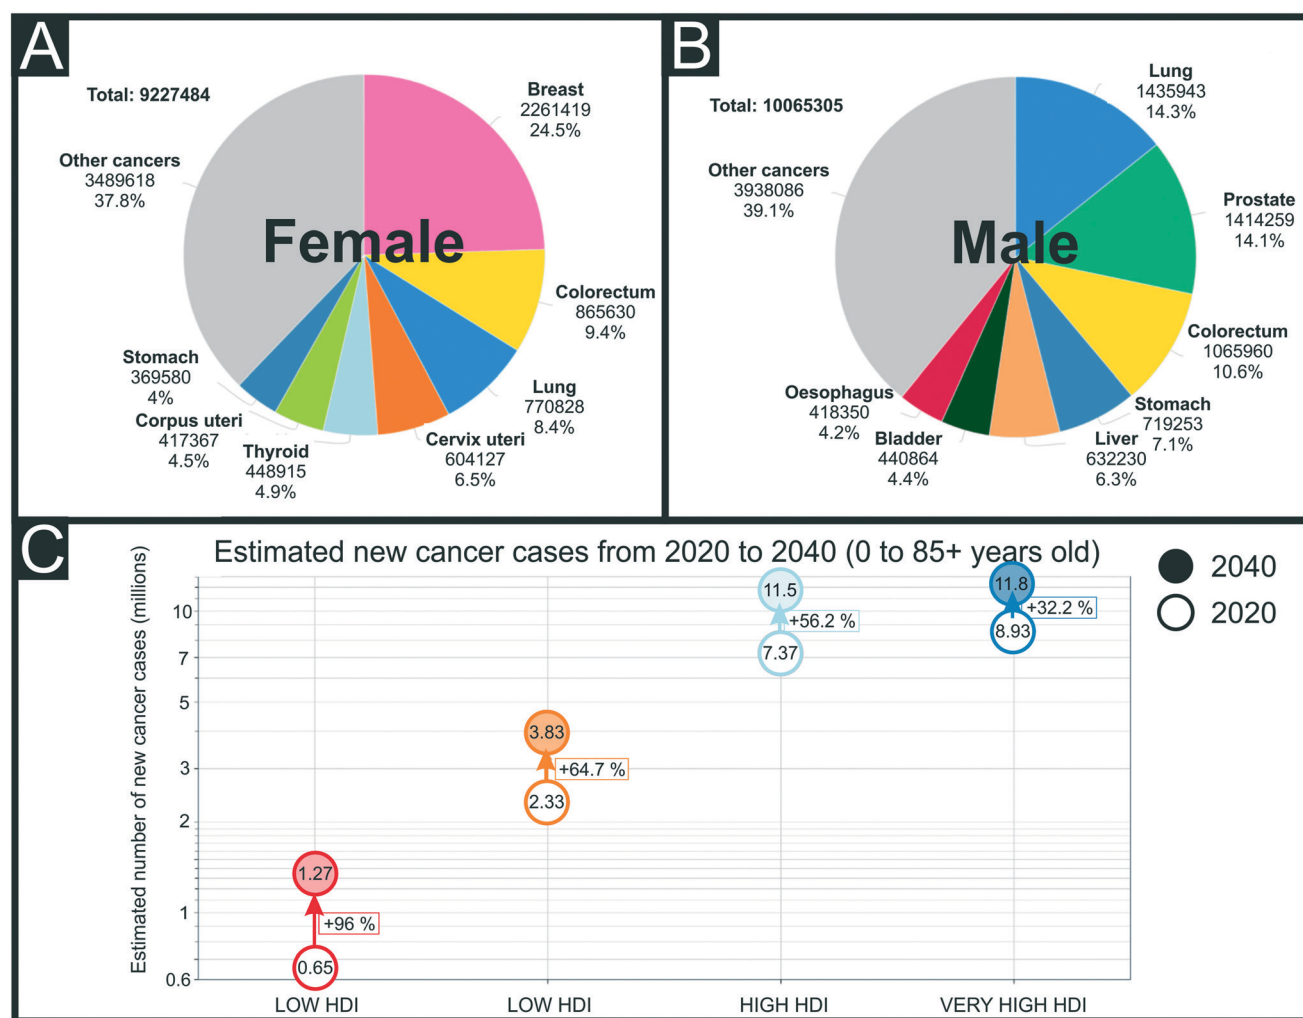 A
Total: 9227484
Female
Breast
2261419
24.5%
Colorectum
865630
9.4%
Lung
770828
8.4%
Cervix uteri
604127
6.5%
Thyroid
448915
4.9%
Corpus uteri
417367
4.5%
Stomach
369580
4%
Other cancers
3489618
37.8%
B
Total: 10065305
Male
Lung
1435943
14.3%
Prostate
1414259
14.1%
Colorectum
1065960
10.6%
Stomach
719253
7.1%
Liver
632230
6.3%
Bladder
440864
4.4%
Oesophagus
418350
4.2%
Other cancers
3938086
39.1%
C
Estimated new cancer cases from 2020 to 2040 (0 to 85+ years old)
2040
2020
Estimated number of new cancer cases (millions)
10
7
5
3
2
1
0.6
1.27
+96 %
0.65
3.83
+64.7 %
2.33
11.5
+56.2 %
7.37
11.8
+32.2 %
8.93
LOW HDI
LOW HDI
HIGH HDI
VERY HIGH HDI